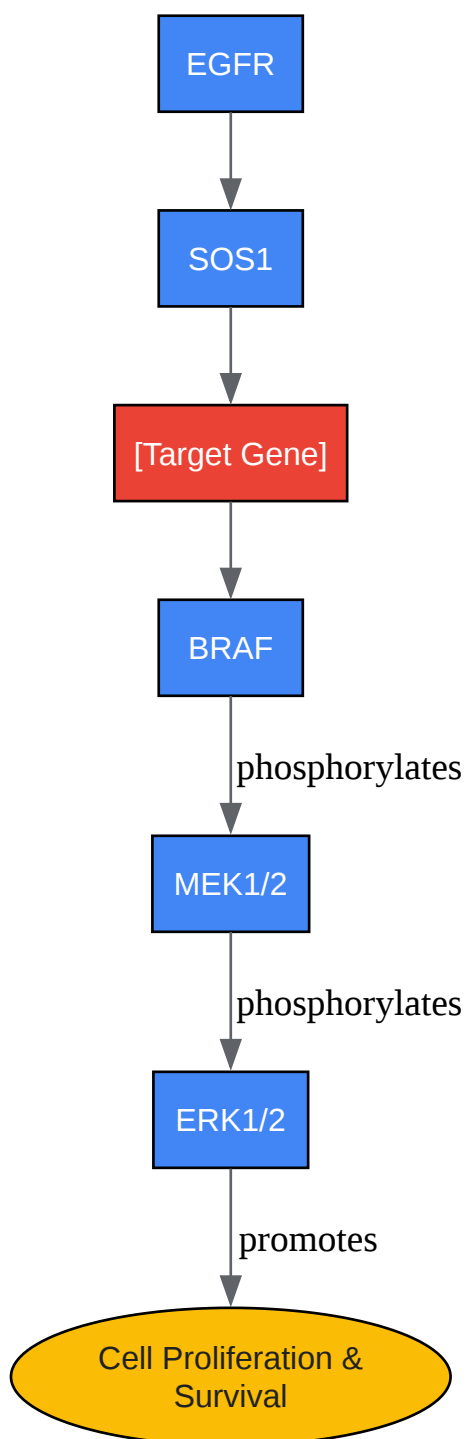 EGFR
SOS1
[Target Gene]
BRAF
phosphorylates
MEK1/2
phosphorylates
ERK1/2
promotes
Cell Proliferation &
Survival